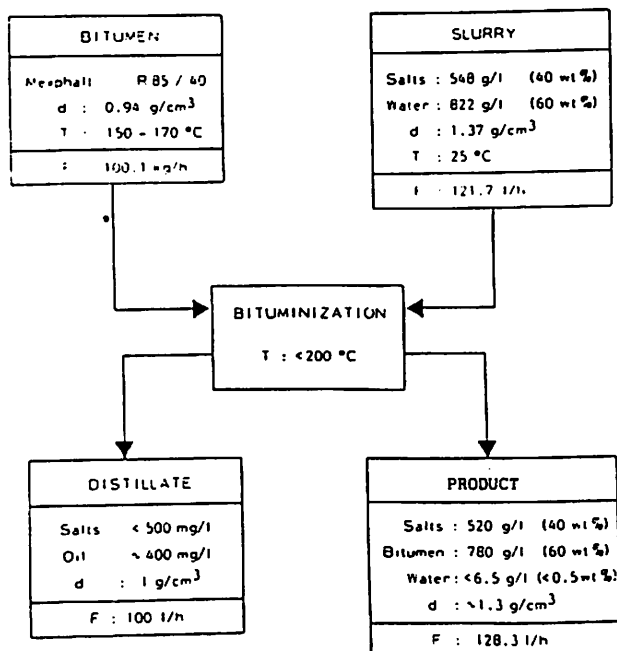 BITUMEN
Mexphalt R 85 / 40
d : 0.94 g/cm³
T : 150 - 170 °C
F : 100.1 kg/h
SLURRY
Salts : 548 g/l (40 wt %)
Water : 822 g/l (60 wt %)
d : 1.37 g/cm³
T : 25 °C
F : 121.7 l/h
BITUMINIZATION
T : <200 °C
DISTILLATE
Salts < 500 mg/l
Oil ~ 400 mg/l
d : 1 g/cm³
F : 100 l/h
PRODUCT
Salts : 520 g/l (40 wt %)
Bitumen : 780 g/l (60 wt %)
Water : <6.5 g/l (<0.5 wt %)
d : ~1.3 g/cm³
F : 128.3 l/h